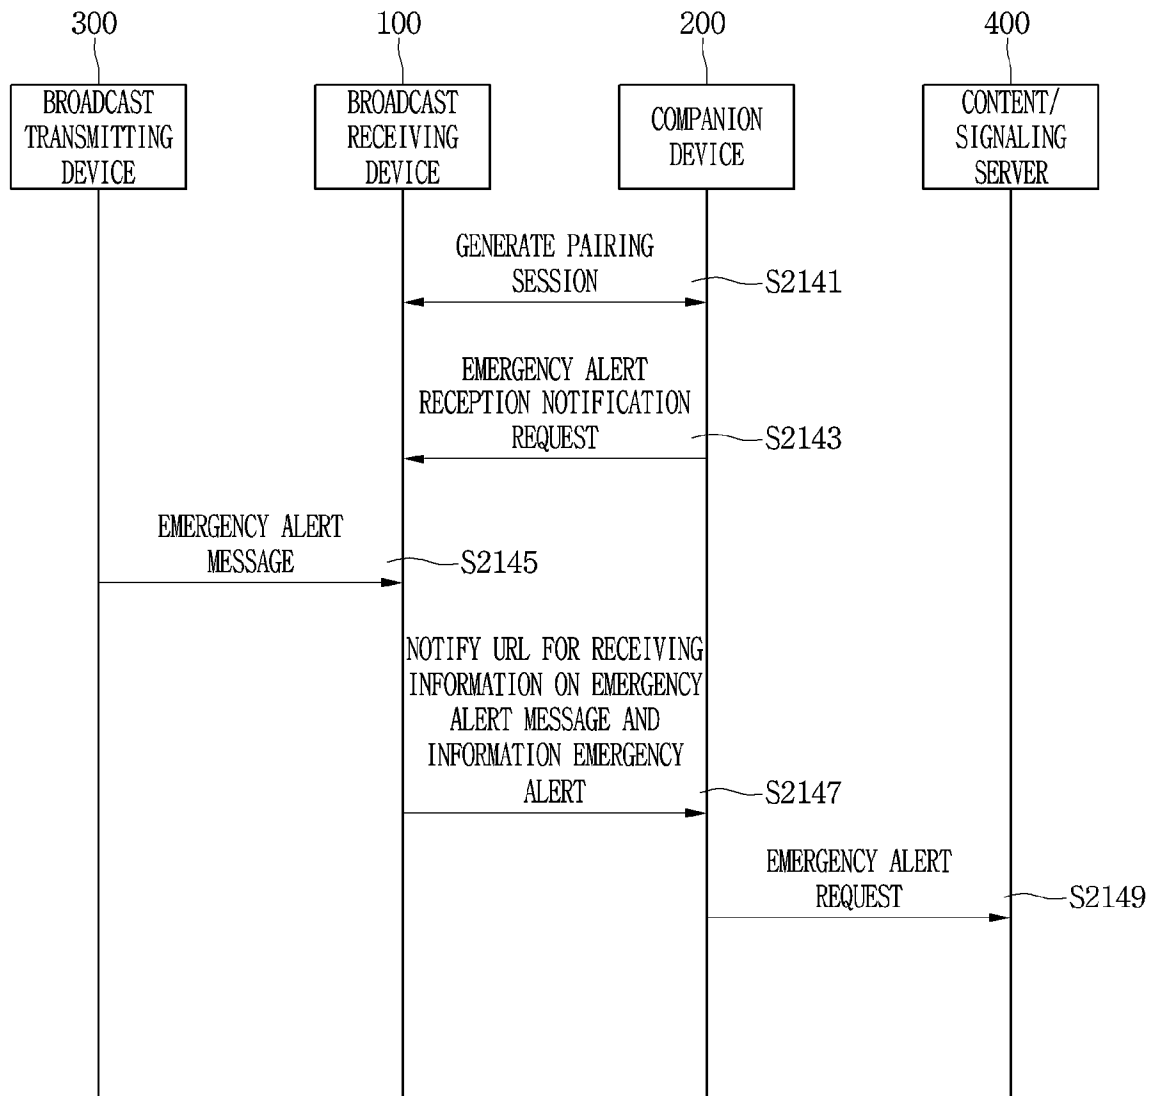 300
100
200
400
BROADCAST
TRANSMITTING
DEVICE
BROADCAST
RECEIVING
DEVICE
COMPANION
DEVICE
CONTENT/
SIGNALING
SERVER
GENERATE PAIRING
SESSION
S2141
EMERGENCY ALERT
RECEPTION NOTIFICATION
REQUEST
S2143
EMERGENCY ALERT
MESSAGE
S2145
NOTIFY URL FOR RECEIVING
INFORMATION ON EMERGENCY
ALERT MESSAGE AND
INFORMATION EMERGENCY
ALERT
S2147
EMERGENCY ALERT
REQUEST
S2149